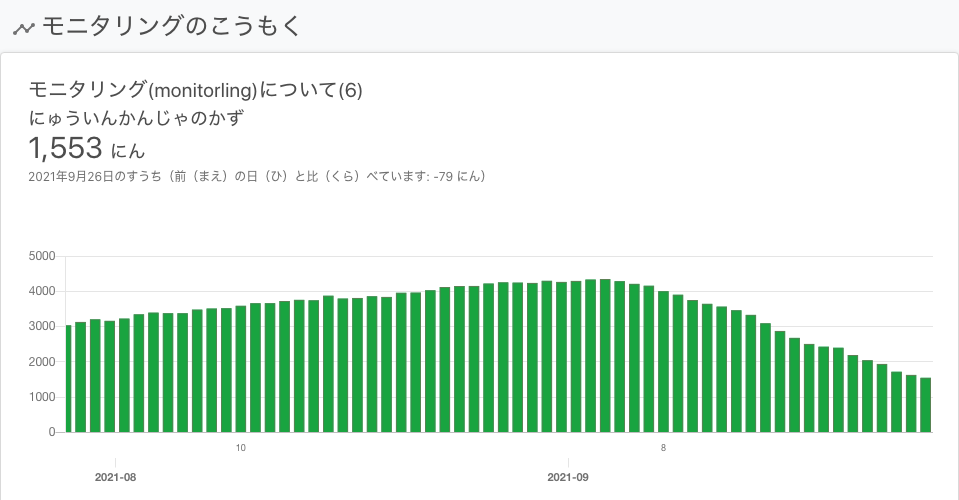 モニタリングのこうもく
モニタリング(monitorling)について(6)
にゅういんかんじゃのかず
1,553 にん
2021年9月26日のすうち（前（まえ）の日（ひ）と比（くら）べています: -79 にん）
5000
4000
3000
2000
1000
0
10 8
2021-08 2021-09